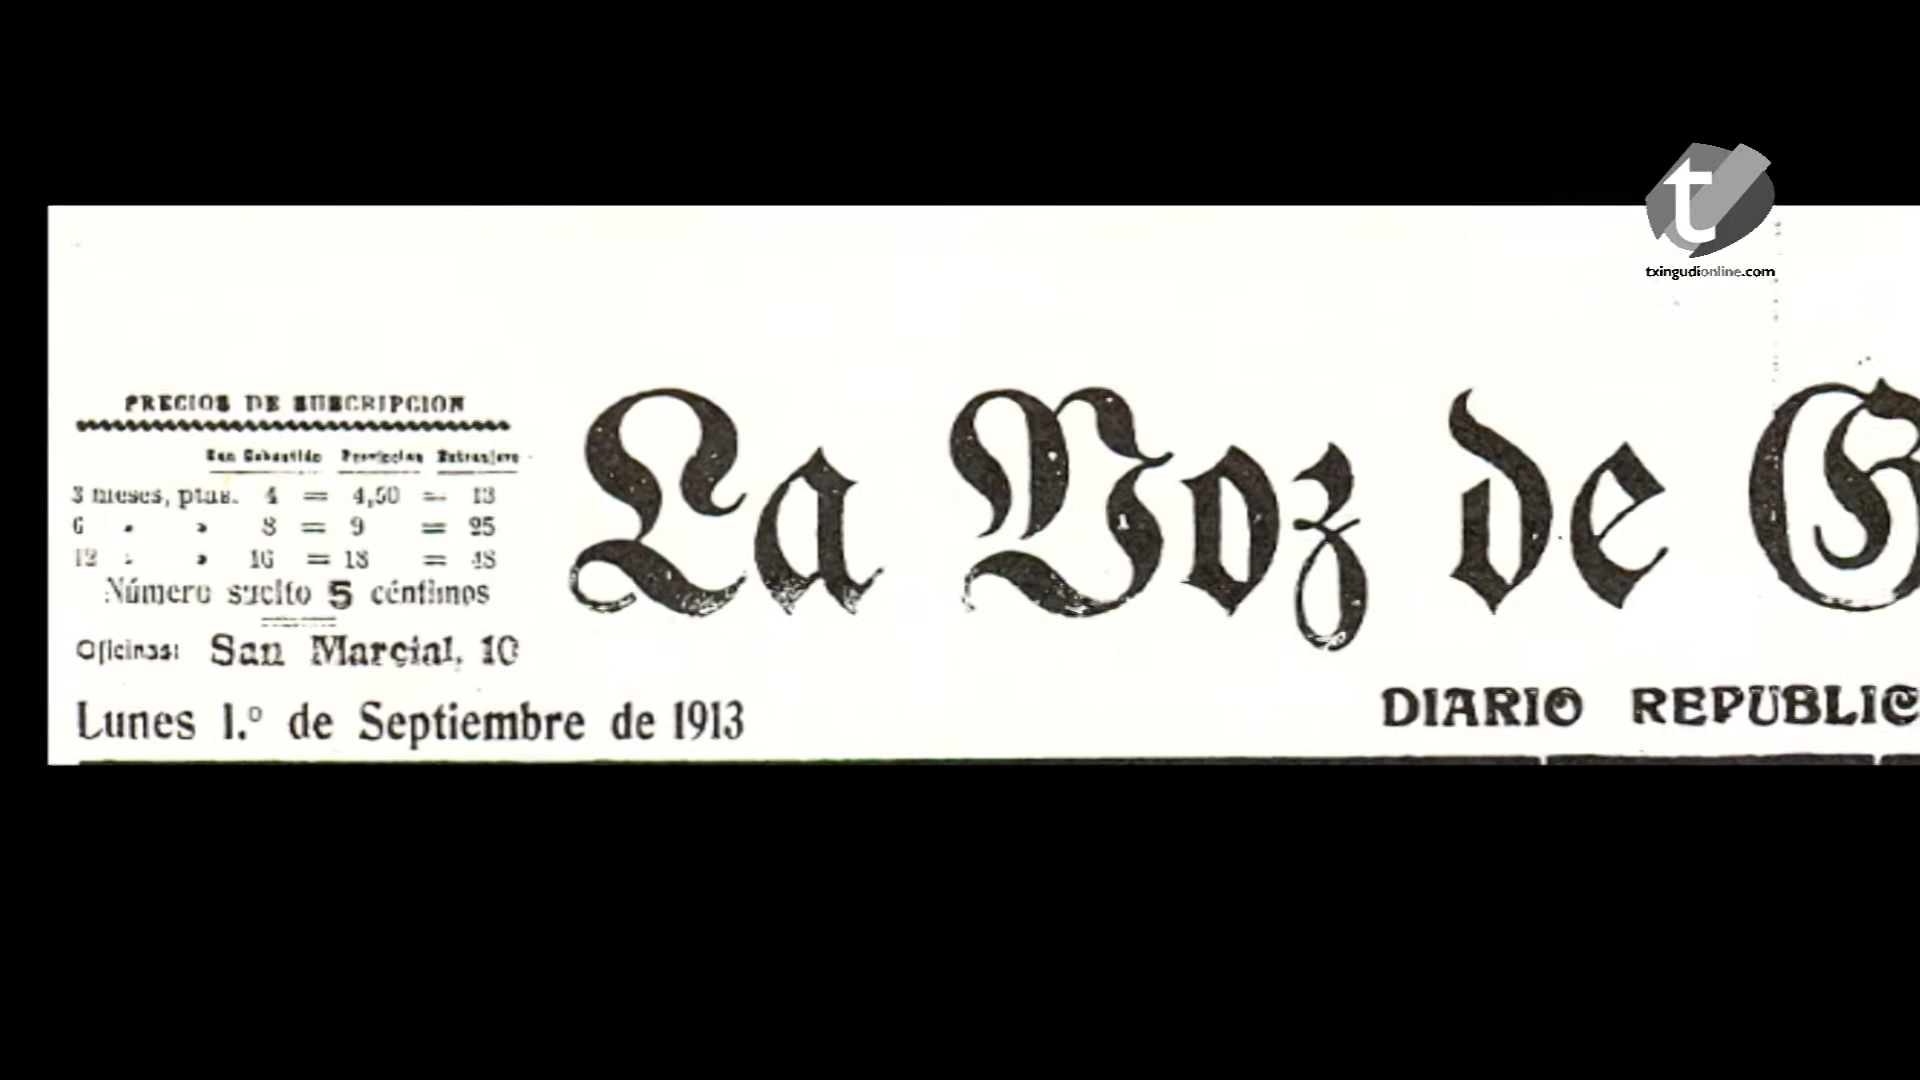 t
txingudionline.com
PRECIOS DE SUSCRIPCION
San Sebastián Provincias Extranjero
3 meses, ptas. 4 = 4,50 = 13
6 » » 8 = 9 = 25
12 » » 16 = 18 = 48
Número suelto 5 céntimos
Oficinas: San Marcial, 10
La Voz de G
Lunes 1.º de Septiembre de 1913
DIARIO REPUBLIC